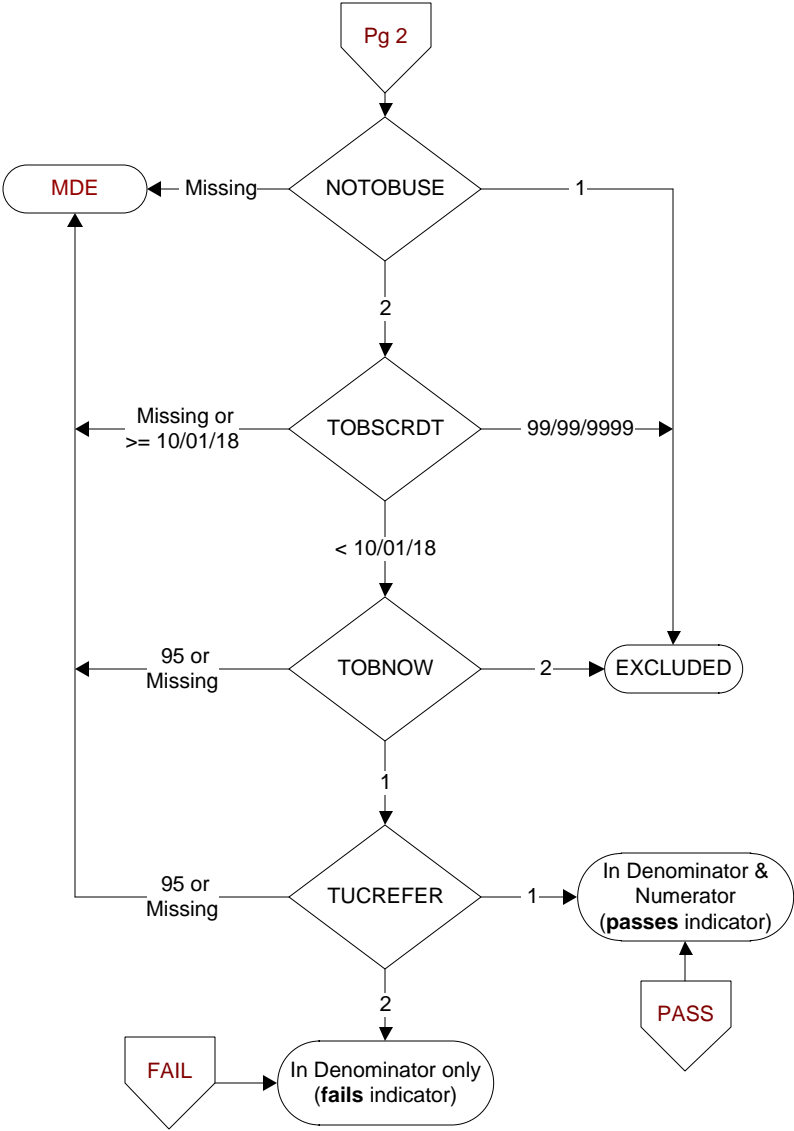 Pg 2
NOTOBUSE
Missing
MDE
1
2
TOBSCRDT
Missing or
>= 10/01/18
99/99/9999
< 10/01/18
TOBNOW
95 or
Missing
2
EXCLUDED
1
TUCREFER
95 or
Missing
1
In Denominator &
Numerator
(passes indicator)
2
PASS
FAIL
In Denominator only
(fails indicator)